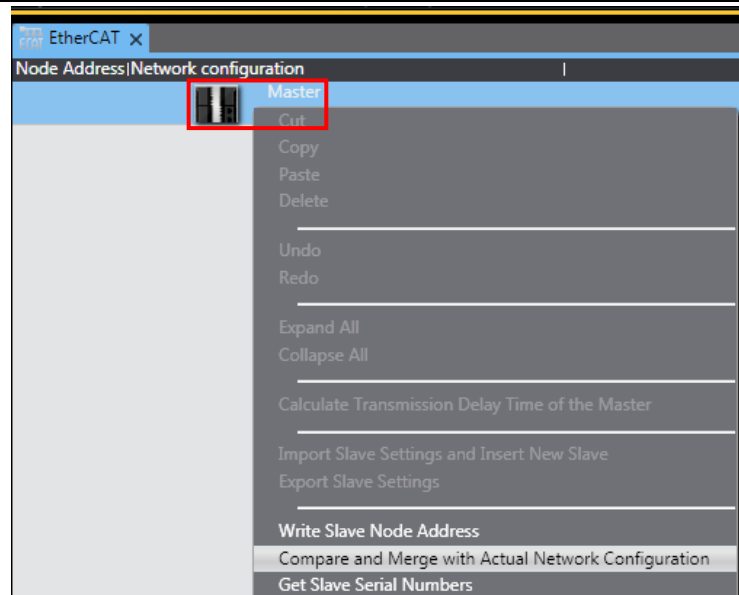 EtherCAT
Node Address|Network configuration
Master
Cut
Copy
Paste
Delete
Undo
Redo
Expand All
Collapse All
Calculate Transmission Delay Time of the Master
Import Slave Settings and Insert New Slave
Export Slave Settings
Write Slave Node Address
Compare and Merge with Actual Network Configuration
Get Slave Serial Numbers